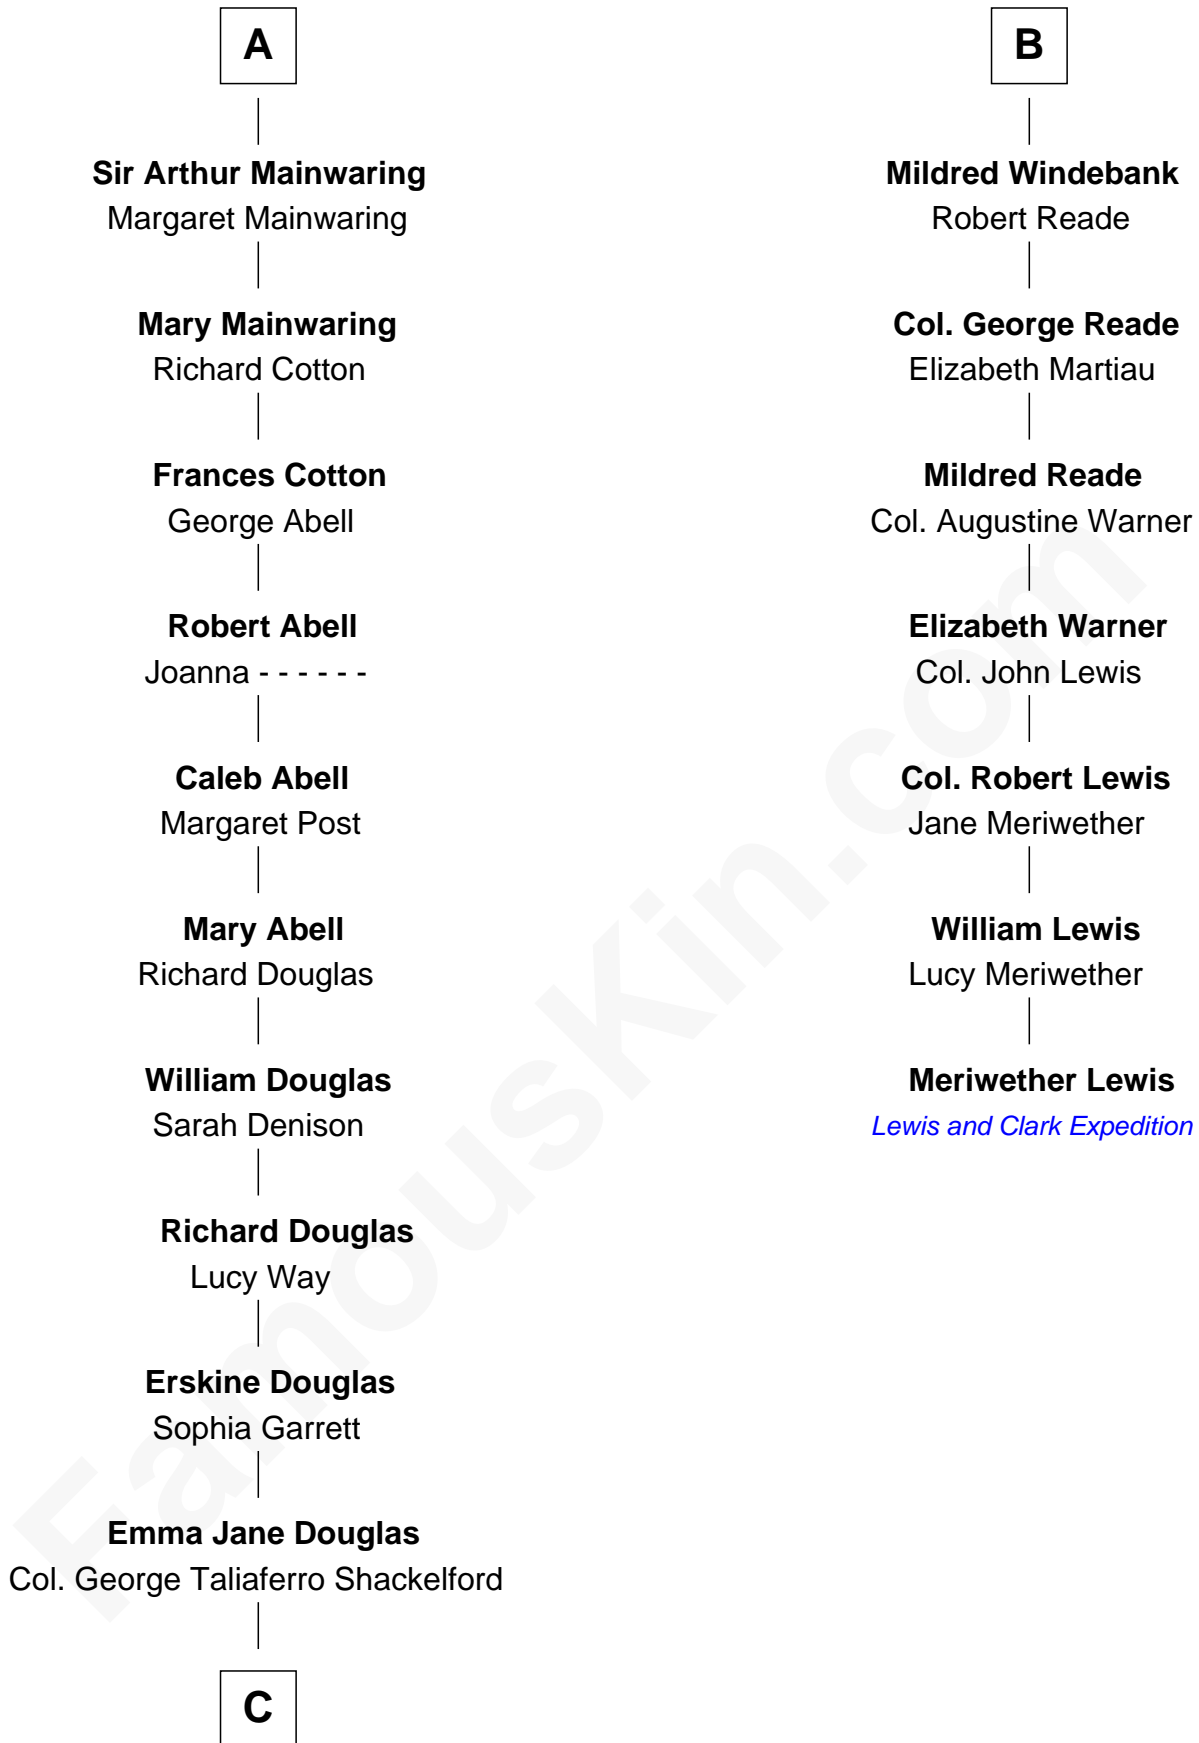 A
Sir Arthur Mainwaring
Margaret Mainwaring
Mary Mainwaring
Richard Cotton
Frances Cotton
George Abell
Robert Abell
Joanna - - - - - -
Caleb Abell
Margaret Post
Mary Abell
Richard Douglas
William Douglas
Sarah Denison
Richard Douglas
Lucy Way
Erskine Douglas
Sophia Garrett
Emma Jane Douglas
Col. George Taliaferro Shackelford
C
B
Mildred Windebank
Robert Reade
Col. George Reade
Elizabeth Martiau
Mildred Reade
Col. Augustine Warner
Elizabeth Warner
Col. John Lewis
Col. Robert Lewis
Jane Meriwether
William Lewis
Lucy Meriwether
Meriwether Lewis
Lewis and Clark Expedition
FamousKin.com